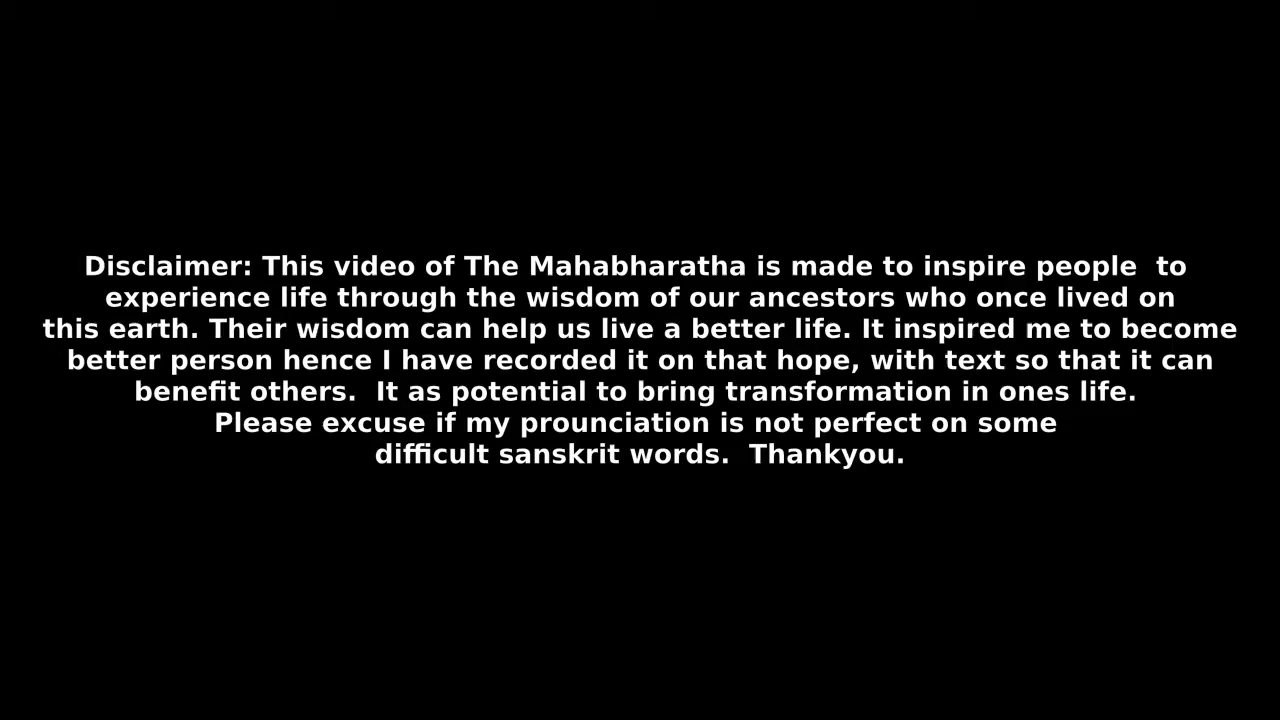 Disclaimer: This video of The Mahabharatha is made to inspire people  to
experience life through the wisdom of our ancestors who once lived on
this earth. Their wisdom can help us live a better life. It inspired me to become
better person hence I have recorded it on that hope, with text so that it can
benefit others.  It as potential to bring transformation in ones life.
Please excuse if my prounciation is not perfect on some
difficult sanskrit words.  Thankyou.